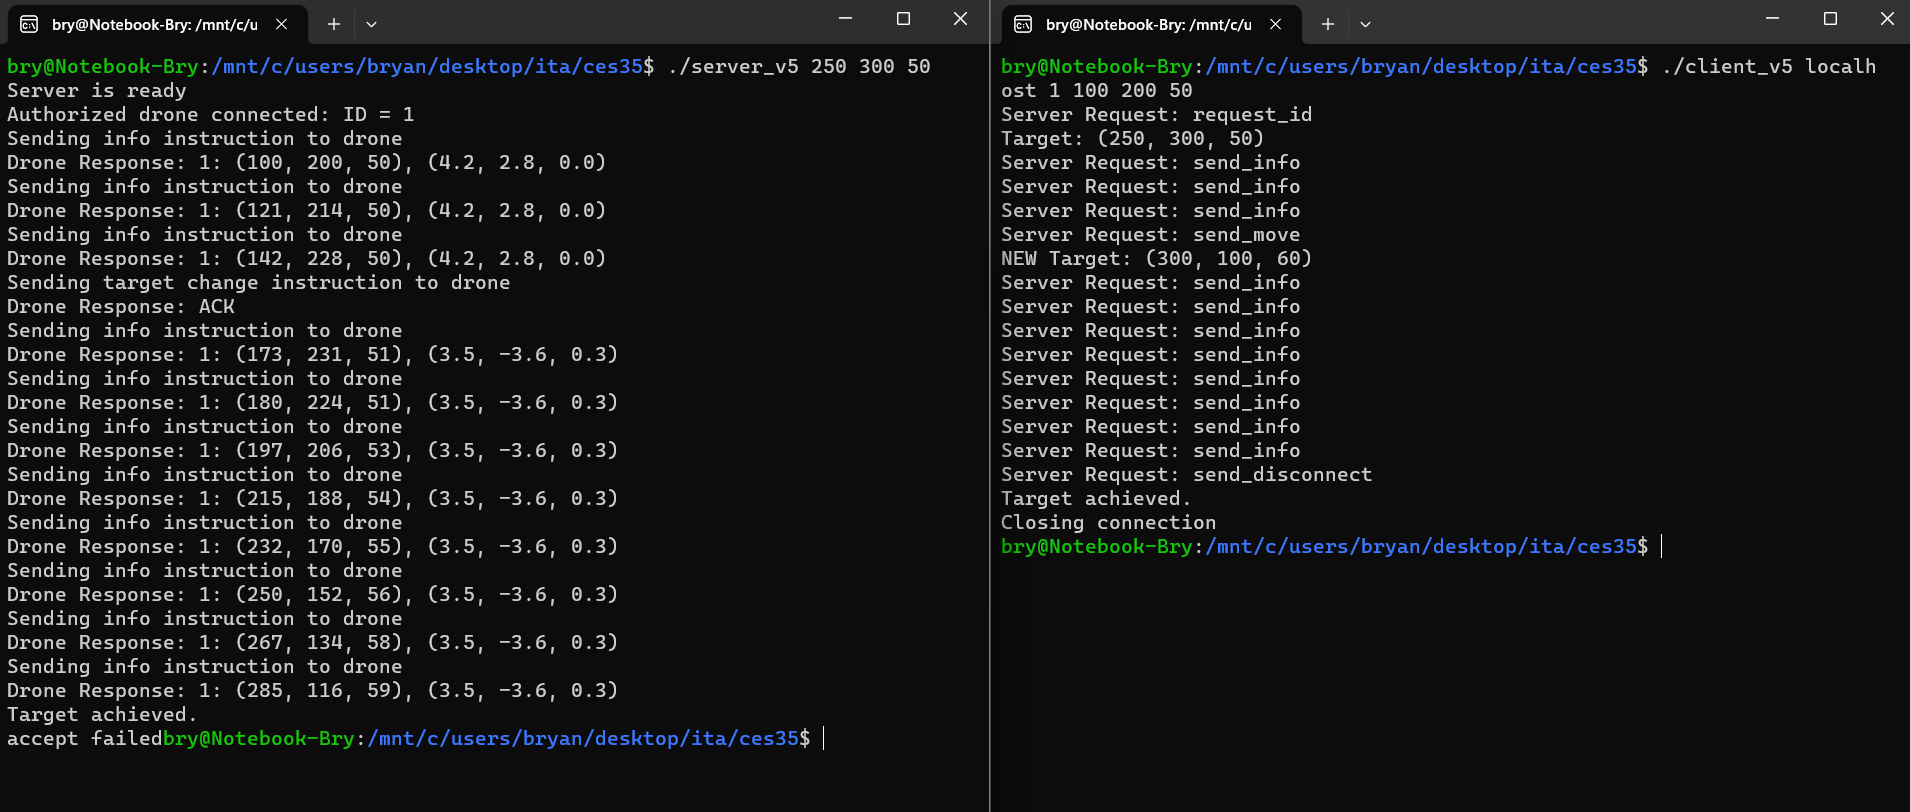 bry@Notebook-Bry: /mnt/c/u
bry@Notebook-Bry:/mnt/c/users/bryan/desktop/ita/ces35$ ./server_v5 250 300 50
Server is ready
Authorized drone connected: ID = 1
Sending info instruction to drone
Drone Response: 1: (100, 200, 50), (4.2, 2.8, 0.0)
Sending info instruction to drone
Drone Response: 1: (121, 214, 50), (4.2, 2.8, 0.0)
Sending info instruction to drone
Drone Response: 1: (142, 228, 50), (4.2, 2.8, 0.0)
Sending target change instruction to drone
Drone Response: ACK
Sending info instruction to drone
Drone Response: 1: (173, 231, 51), (3.5, -3.6, 0.3)
Sending info instruction to drone
Drone Response: 1: (180, 224, 51), (3.5, -3.6, 0.3)
Sending info instruction to drone
Drone Response: 1: (197, 206, 53), (3.5, -3.6, 0.3)
Sending info instruction to drone
Drone Response: 1: (215, 188, 54), (3.5, -3.6, 0.3)
Sending info instruction to drone
Drone Response: 1: (232, 170, 55), (3.5, -3.6, 0.3)
Sending info instruction to drone
Drone Response: 1: (250, 152, 56), (3.5, -3.6, 0.3)
Sending info instruction to drone
Drone Response: 1: (267, 134, 58), (3.5, -3.6, 0.3)
Sending info instruction to drone
Drone Response: 1: (285, 116, 59), (3.5, -3.6, 0.3)
Target achieved.
accept failedbry@Notebook-Bry:/mnt/c/users/bryan/desktop/ita/ces35$
bry@Notebook-Bry: /mnt/c/u
bry@Notebook-Bry:/mnt/c/users/bryan/desktop/ita/ces35$ ./client_v5 localh
ost 1 100 200 50
Server Request: request_id
Target: (250, 300, 50)
Server Request: send_info
Server Request: send_info
Server Request: send_info
Server Request: send_move
NEW Target: (300, 100, 60)
Server Request: send_info
Server Request: send_info
Server Request: send_info
Server Request: send_info
Server Request: send_info
Server Request: send_info
Server Request: send_info
Server Request: send_info
Server Request: send_disconnect
Target achieved.
Closing connection
bry@Notebook-Bry:/mnt/c/users/bryan/desktop/ita/ces35$